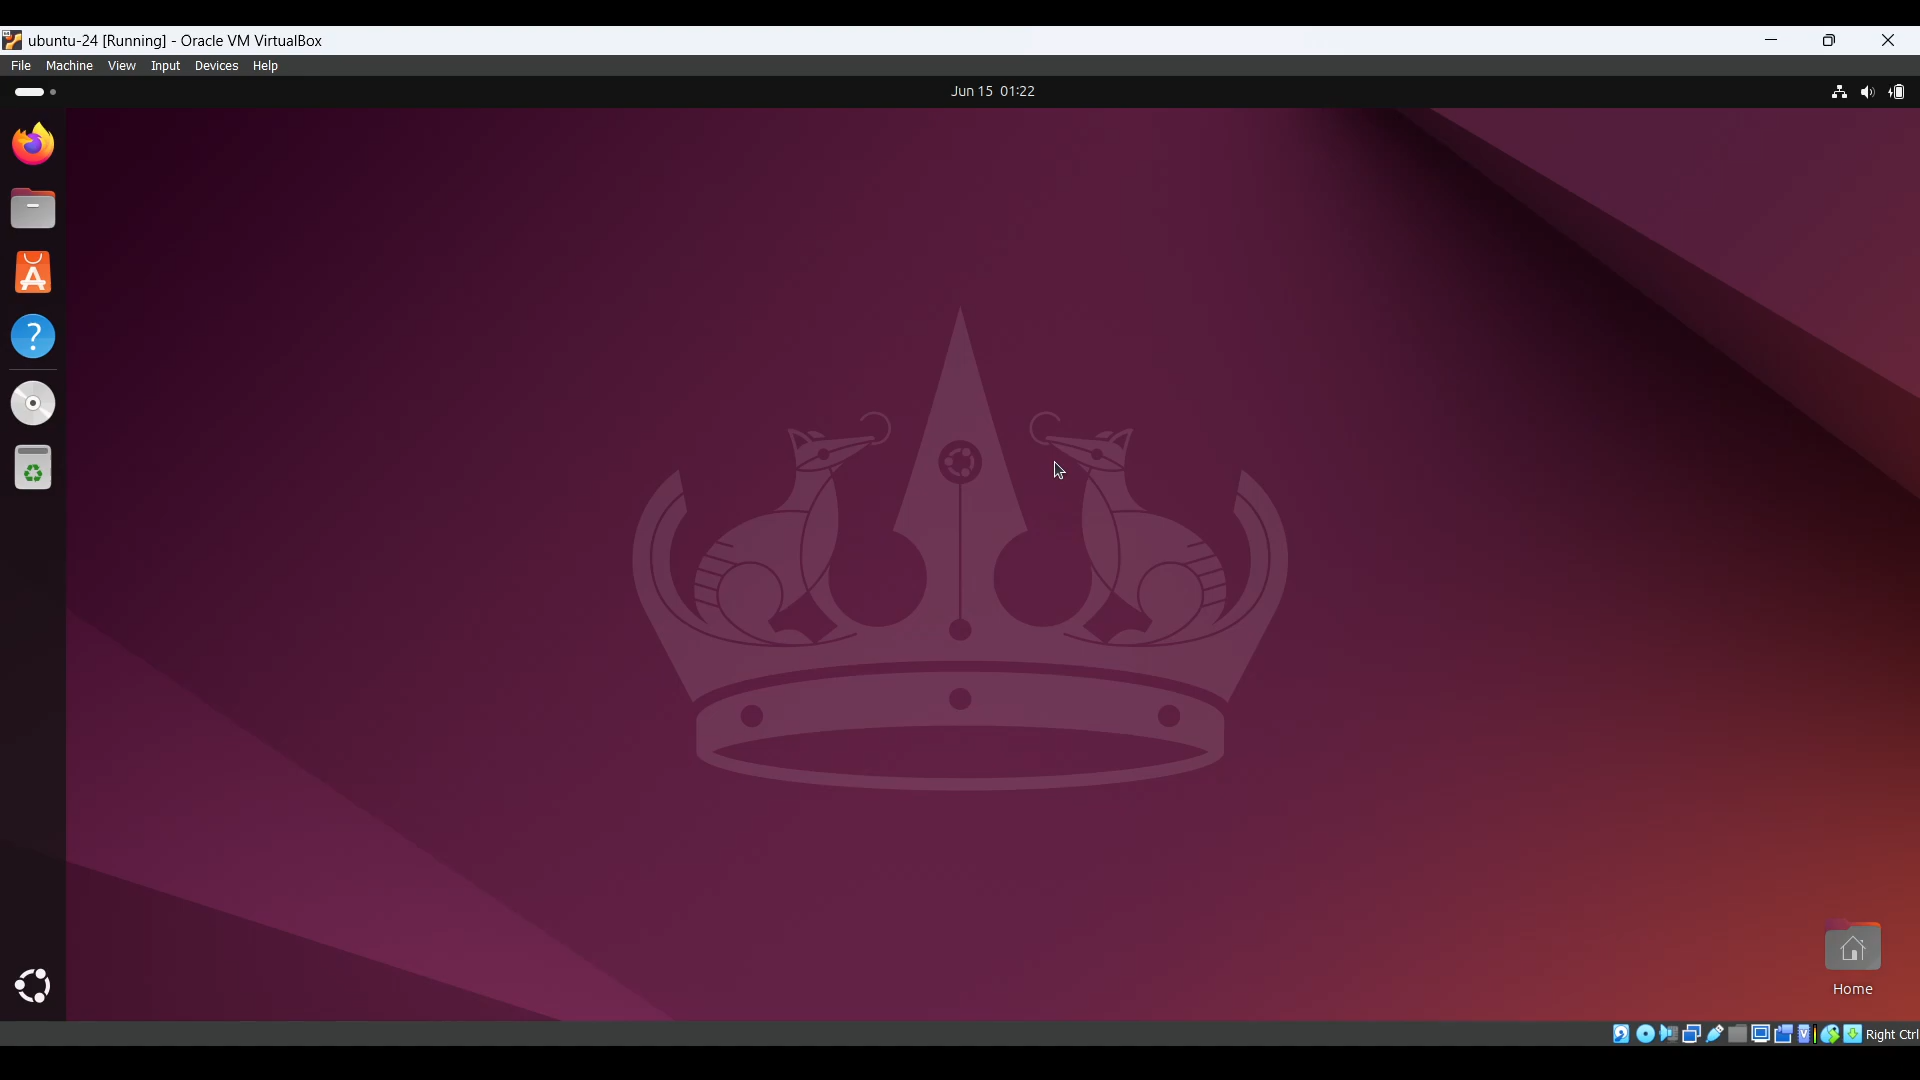 ubuntu-24 [Running] - Oracle VM VirtualBox
File Machine View Input Devices Help
Jun 15 01:22
Home
Right Ctrl